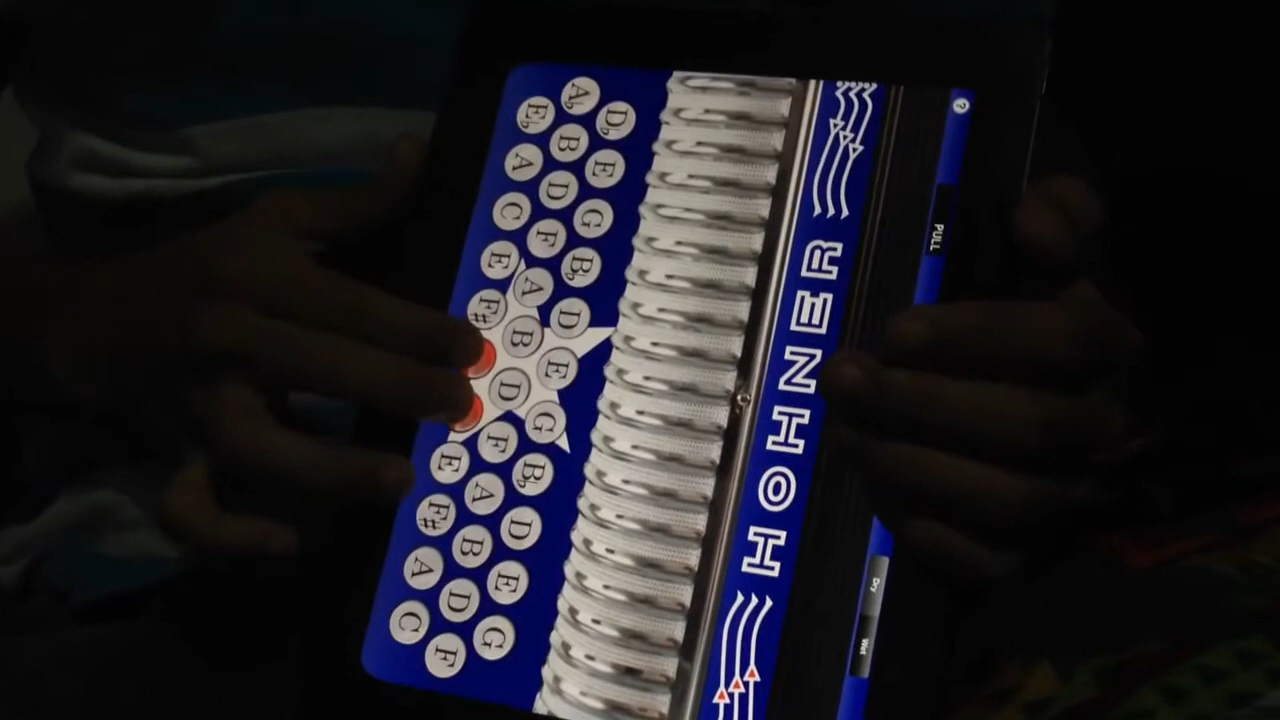 E♭ A C E F# E F# A C
A♭ B D F A B D F A B D F
D♭ E G B♭ D E G B♭ D E G
HOHNER
?
PULL
Dry Wet